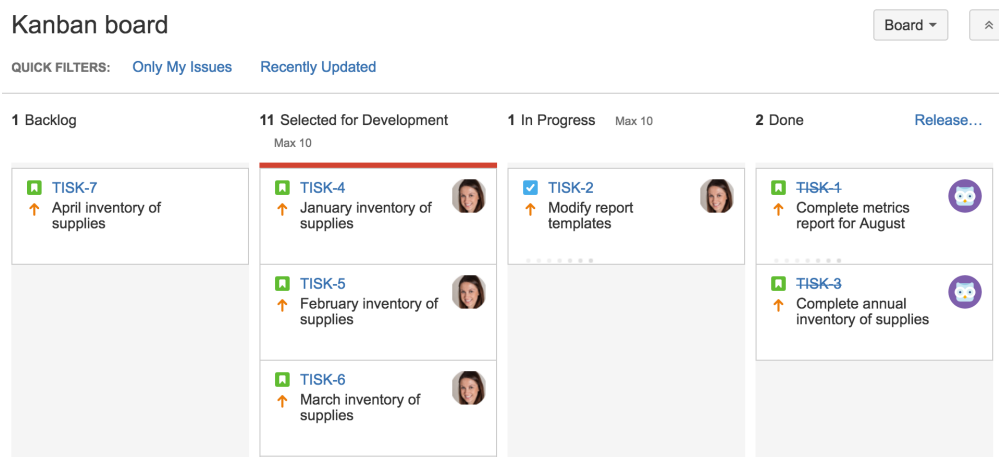 Kanban board
Board
QUICK FILTERS: Only My Issues Recently Updated
1 Backlog
11 Selected for Development
Max 10
1 In Progress Max 10
2 Done Release…
TISK-7
April inventory of
supplies
TISK-4
January inventory of
supplies
TISK-5
February inventory of
supplies
TISK-6
March inventory of
supplies
TISK-2
Modify report
templates
TISK-1
Complete metrics
report for August
TISK-3
Complete annual
inventory of supplies